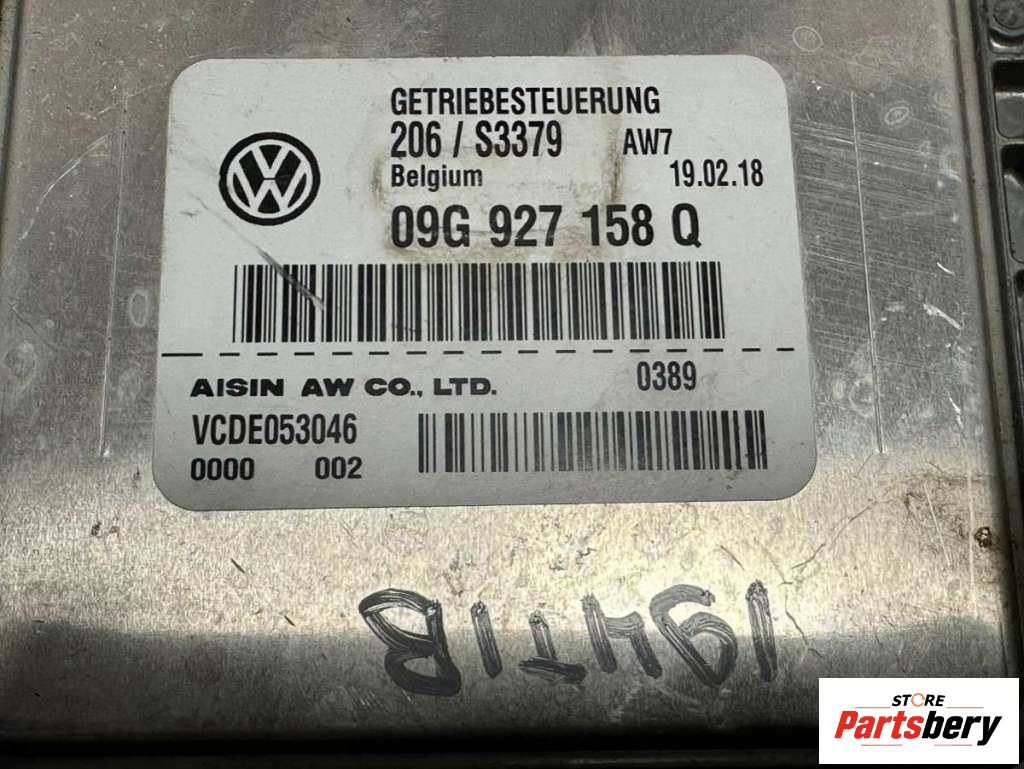 GETRIEBESTEUERUNG
206 / S3379 AW7
Belgium 19.02.18
09G 927 158 Q
AISIN AW CO., LTD. 0389
VCDE053046
0000 002
STORE
Partsbery